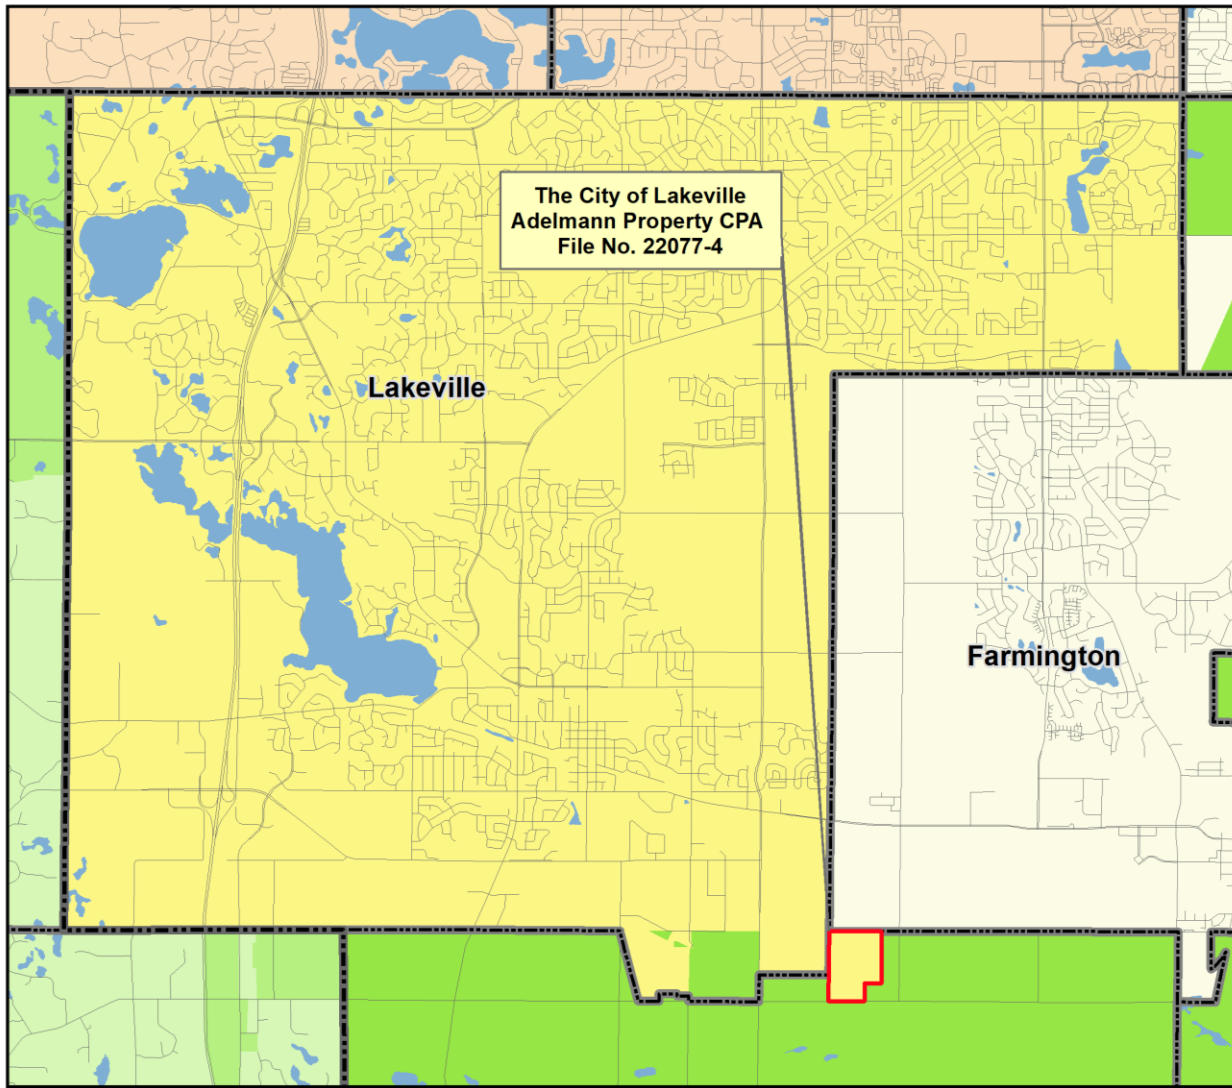 The City of Lakeville
Adelmann Property CPA
File No. 22077-4
Lakeville
Farmington